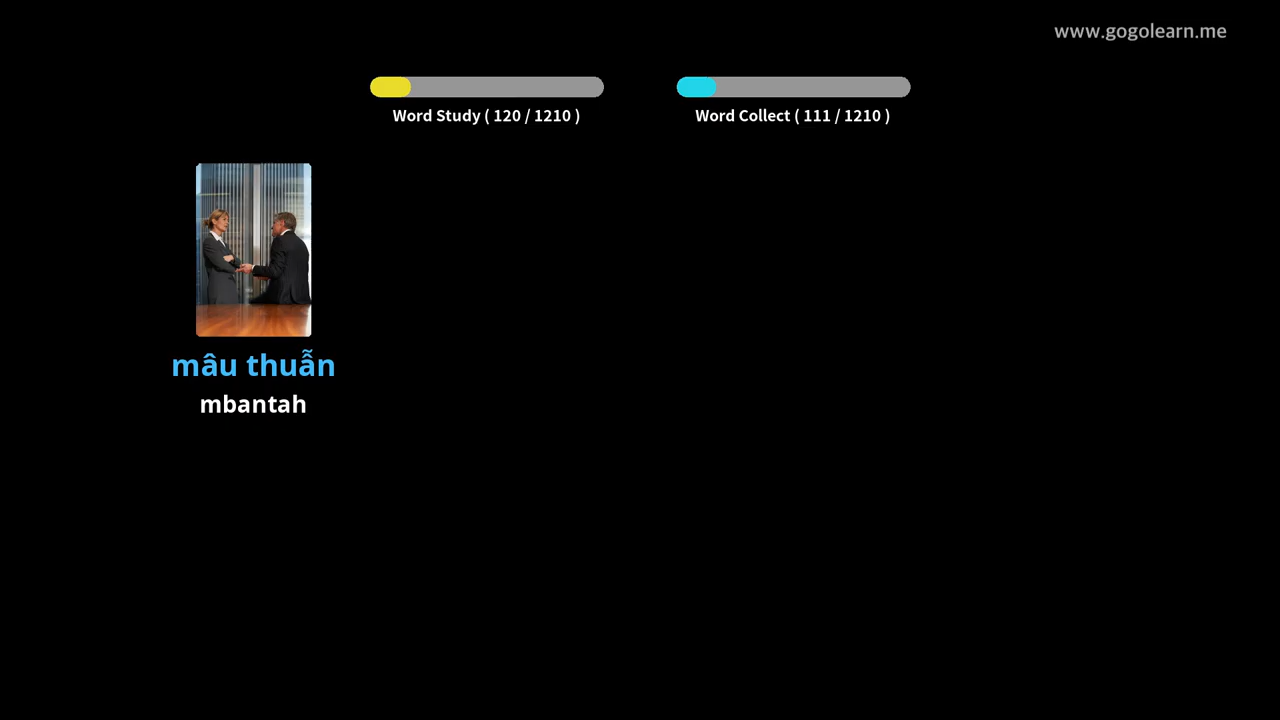 www.gogolearn.me
Word Study ( 120 / 1210 )
Word Collect ( 111 / 1210 )
mâu thuẫn
mbantah